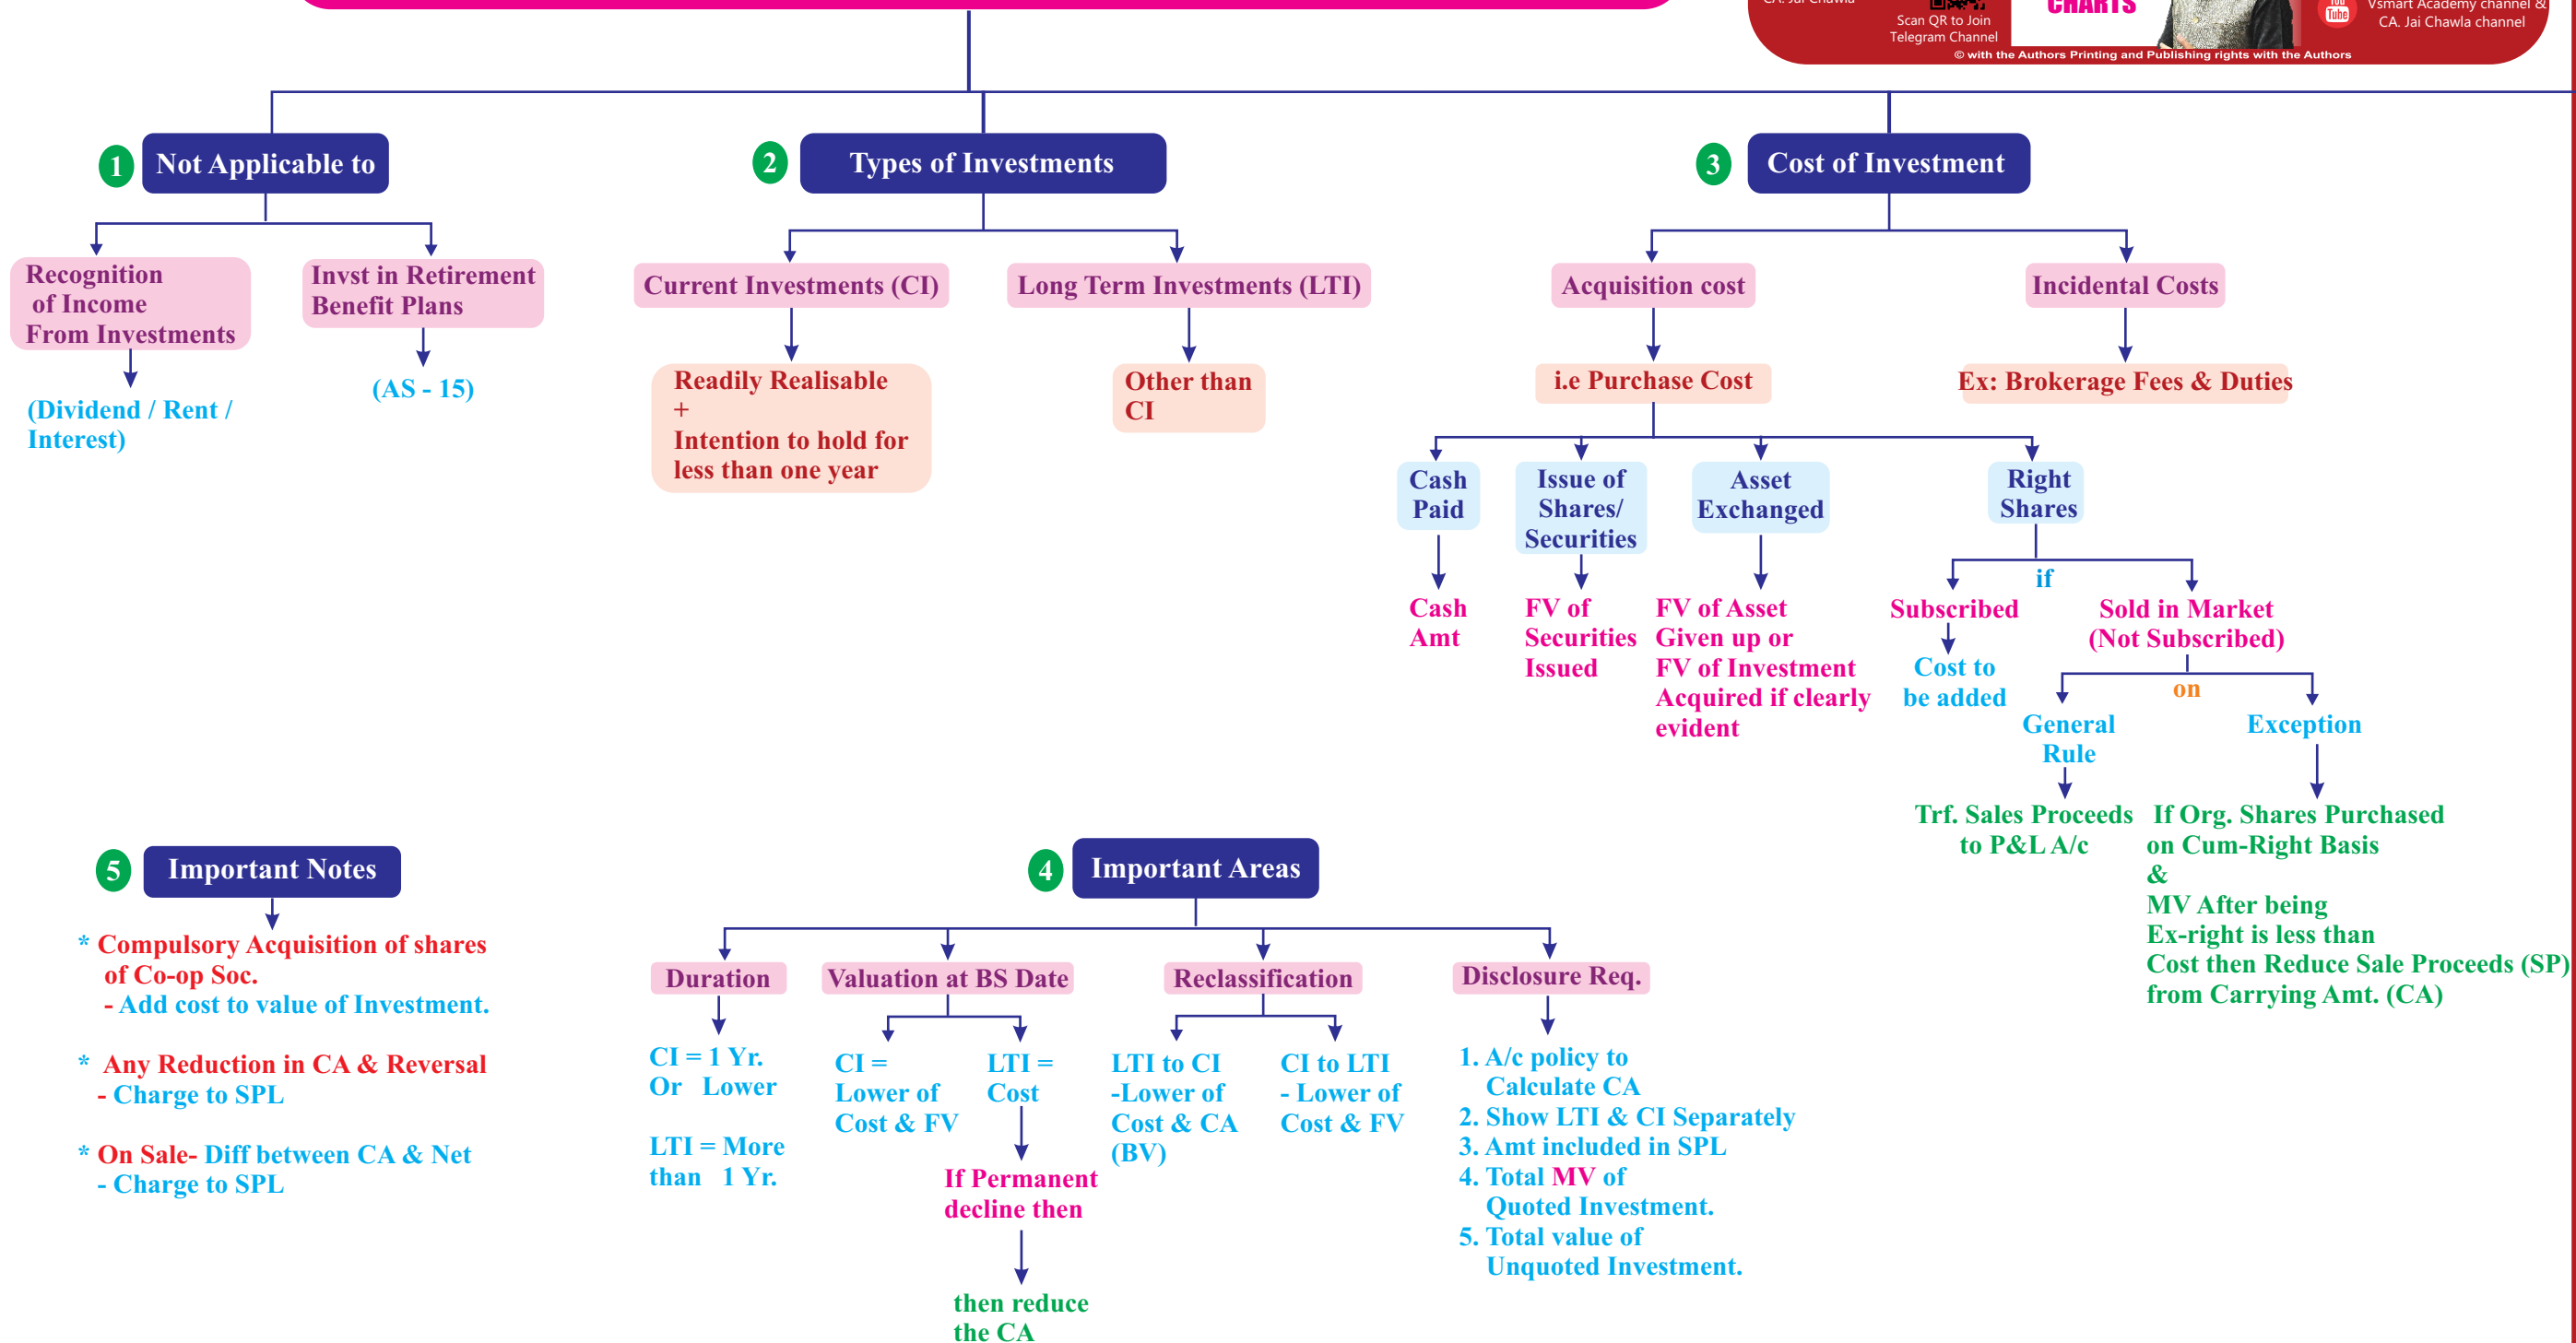 CA. Jai Chawla
Scan QR to Join
Telegram Channel
CHARTS
You
Tube
Vsmart Academy channel &
CA. Jai Chawla channel
© with the Authors Printing and Publishing rights with the Authors
1
Not Applicable to
Recognition
of Income
From Investments
(Dividend / Rent /
Interest)
Invst in Retirement
Benefit Plans
(AS - 15)
2
Types of Investments
Current Investments (CI)
Readily Realisable
+
Intention to hold for
less than one year
Long Term Investments (LTI)
Other than
CI
3
Cost of Investment
Acquisition cost
i.e Purchase Cost
Cash
Paid
Cash
Amt
Issue of
Shares/
Securities
FV of
Securities
Issued
Asset
Exchanged
FV of Asset
Given up or
FV of Investment
Acquired if clearly
evident
Right
Shares
if
Subscribed
Cost to
be added
Sold in Market
(Not Subscribed)
on
General
Rule
Trf. Sales Proceeds
to P&L A/c
Exception
If Org. Shares Purchased
on Cum-Right Basis
&
MV After being
Ex-right is less than
Cost then Reduce Sale Proceeds (SP)
from Carrying Amt. (CA)
Incidental Costs
Ex: Brokerage Fees & Duties
4
Important Areas
Duration
CI = 1 Yr.
Or Lower
LTI = More
than 1 Yr.
Valuation at BS Date
CI =
Lower of
Cost & FV
LTI =
Cost
If Permanent
decline then
then reduce
the CA
Reclassification
LTI to CI
-Lower of
Cost & CA
(BV)
CI to LTI
- Lower of
Cost & FV
Disclosure Req.
1. A/c policy to
Calculate CA
2. Show LTI & CI Separately
3. Amt included in SPL
4. Total MV of
Quoted Investment.
5. Total value of
Unquoted Investment.
5
Important Notes
* Compulsory Acquisition of shares
of Co-op Soc.
- Add cost to value of Investment.
* Any Reduction in CA & Reversal
- Charge to SPL
* On Sale- Diff between CA & Net
- Charge to SPL